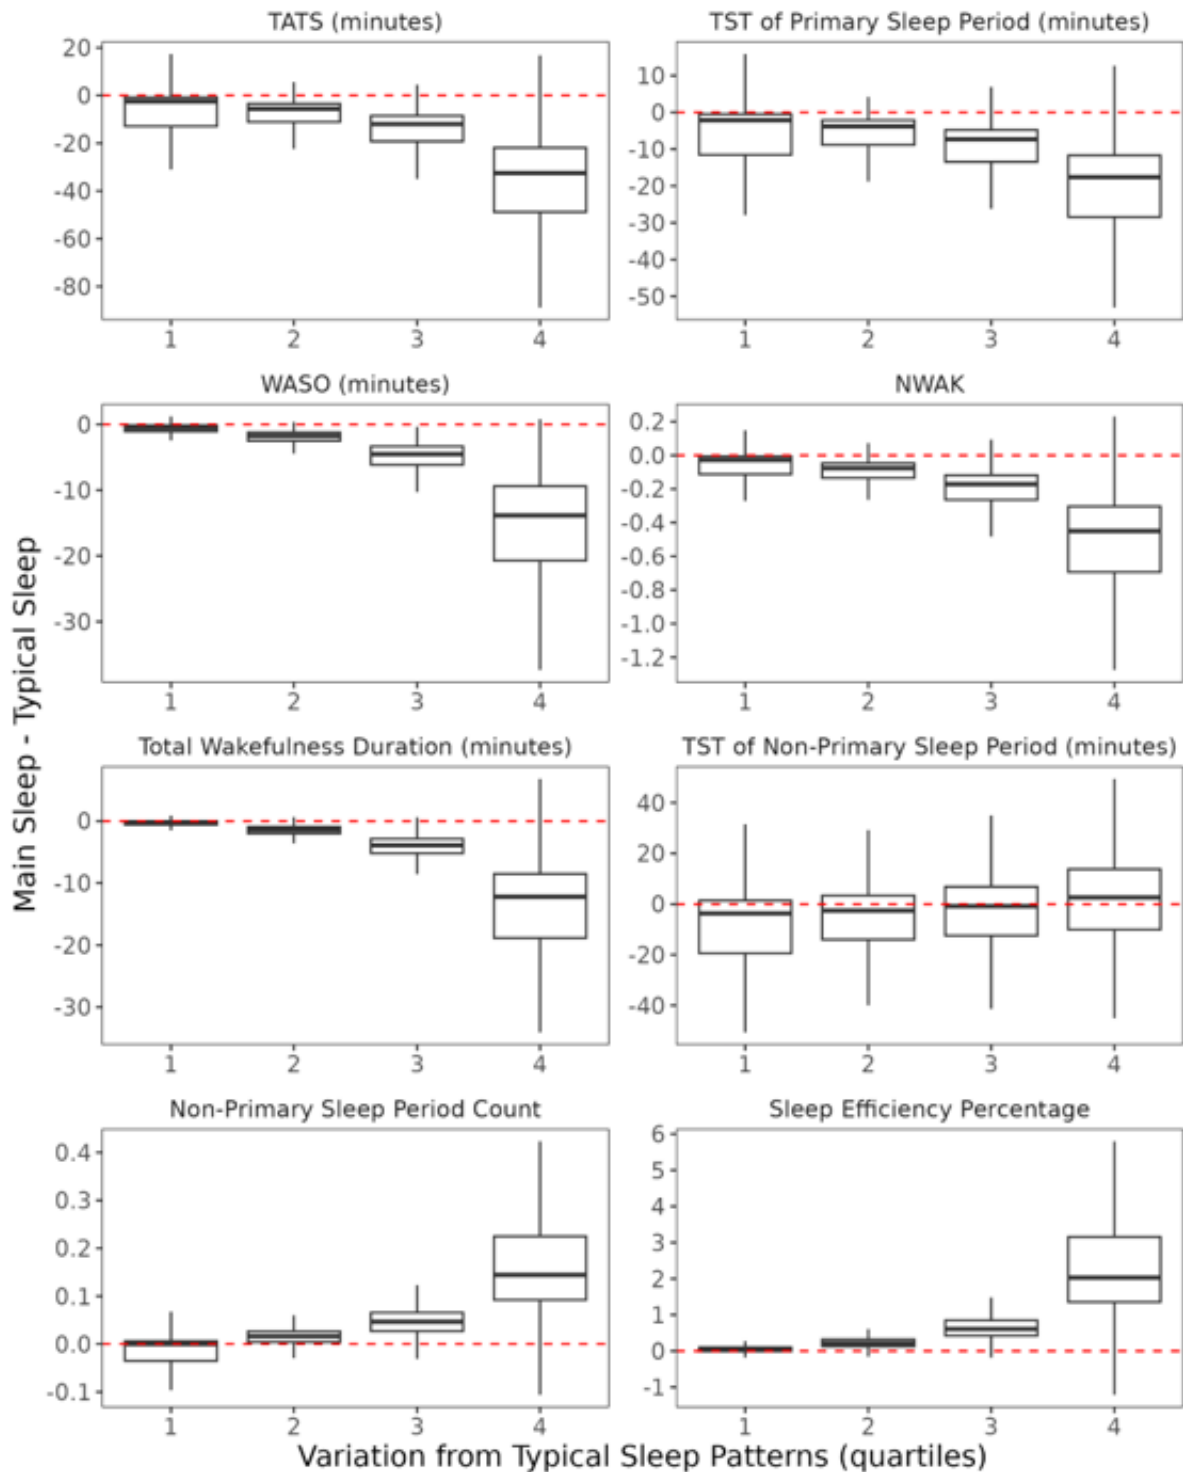 TATS (minutes)
TST of Primary Sleep Period (minutes)
20
0
-20
-40
-60
-80
1 2 3 4
10
0
-10
-20
-30
-40
-50
1 2 3 4
WASO (minutes)
NWAK
0
-10
-20
-30
1 2 3 4
0.2
0.0
-0.2
-0.4
-0.6
-0.8
-1.0
-1.2
1 2 3 4
Main Sleep - Typical Sleep
Total Wakefulness Duration (minutes)
TST of Non-Primary Sleep Period (minutes)
0
-10
-20
-30
1 2 3 4
40
20
0
-20
-40
1 2 3 4
Non-Primary Sleep Period Count
Sleep Efficiency Percentage
0.4
0.3
0.2
0.1
0.0
-0.1
1 2 3 4
6
5
4
3
2
1
0
-1
1 2 3 4
Variation from Typical Sleep Patterns (quartiles)